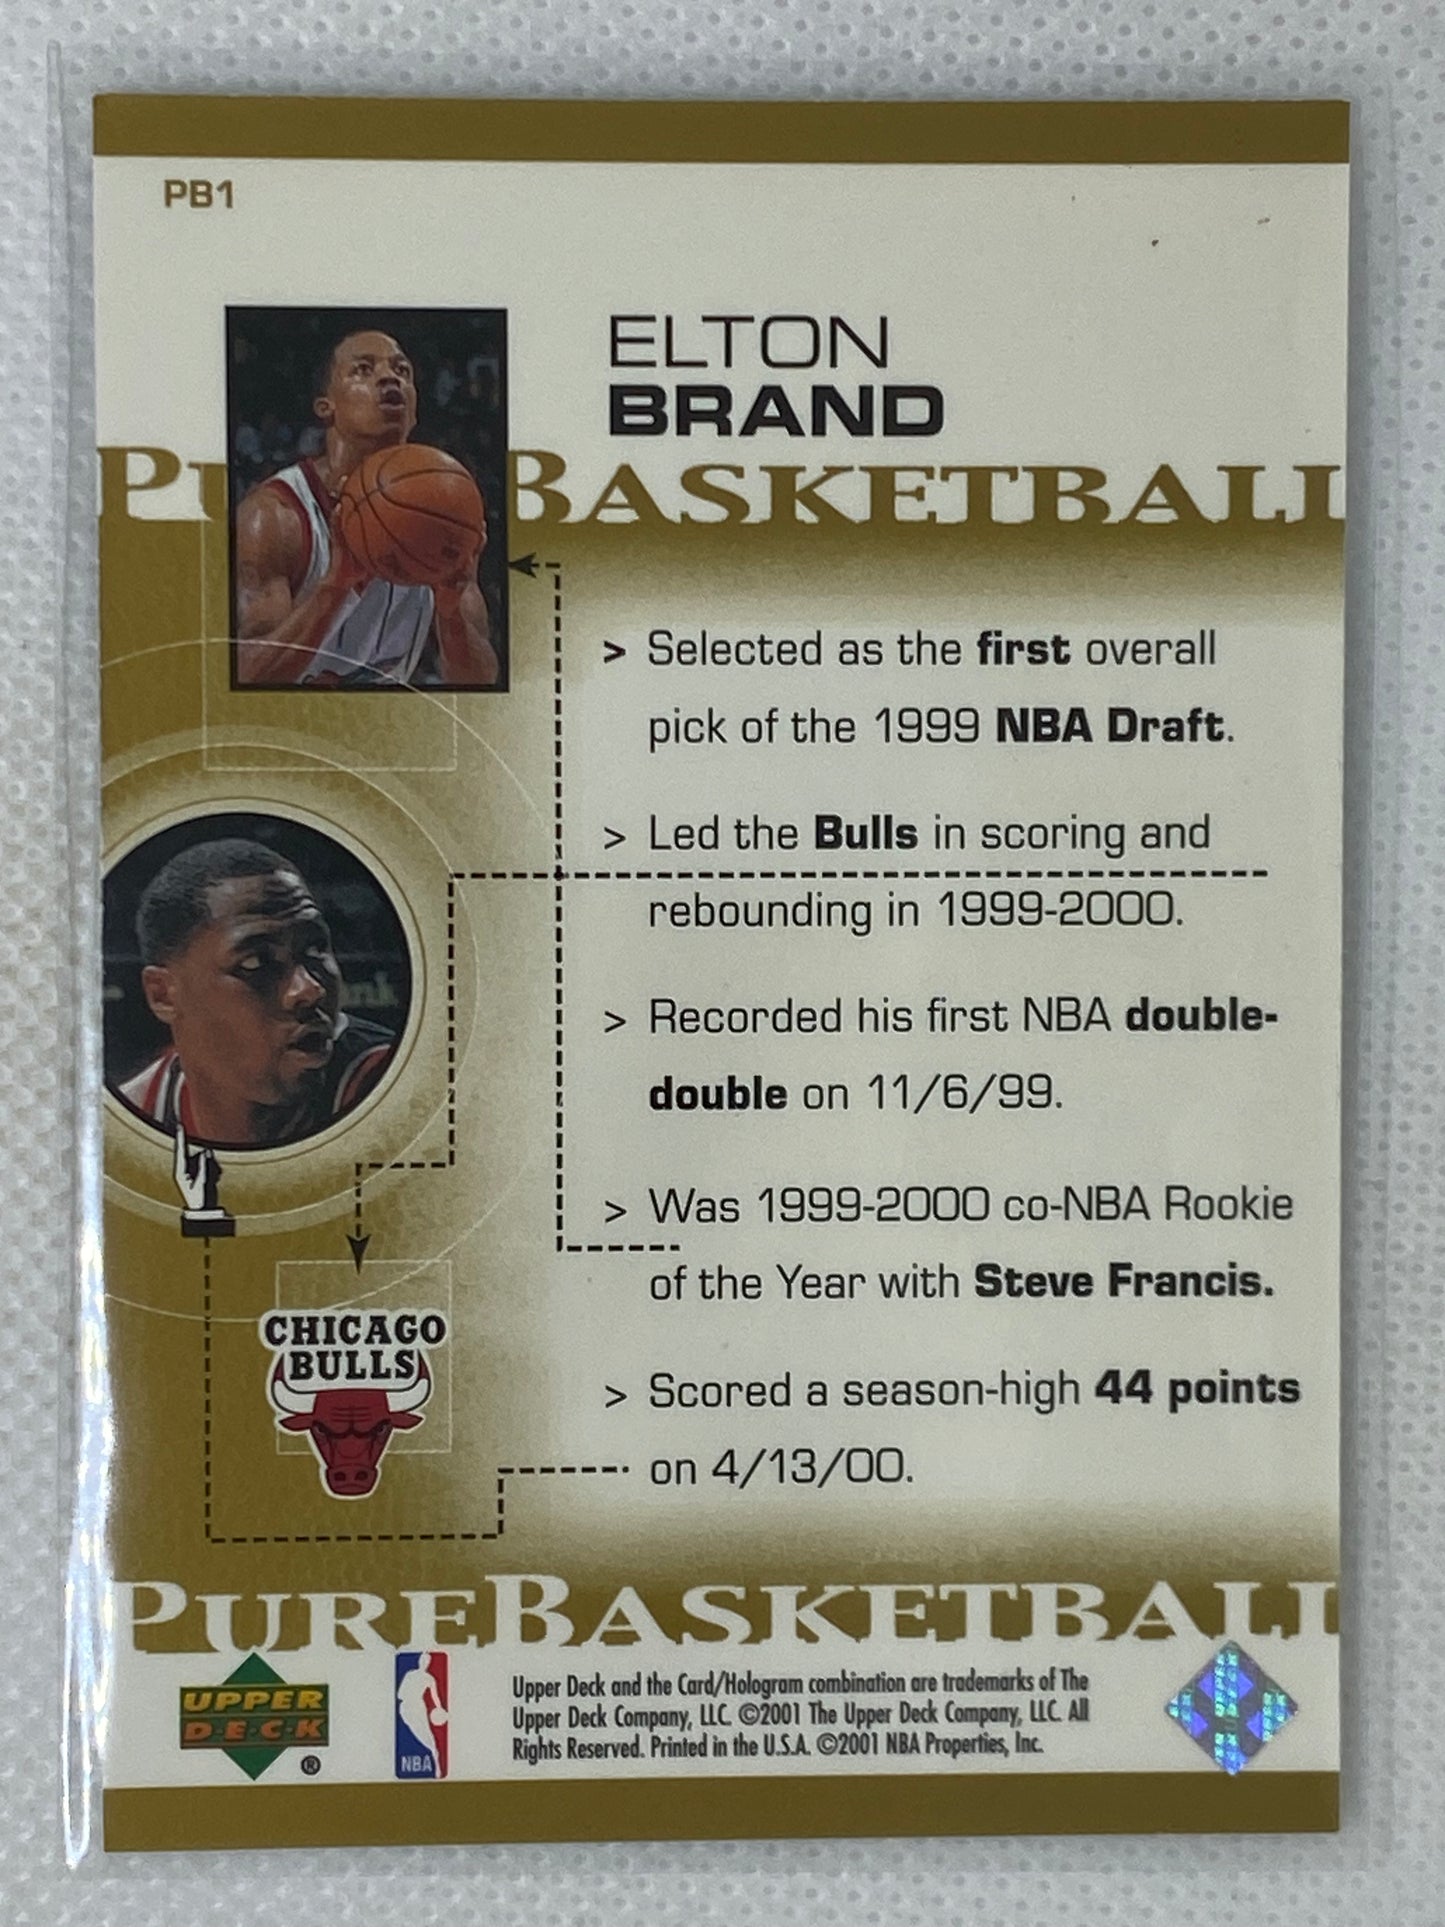 PB1
ELTON
BRAND
PUREBASKETBALL
> Selected as the first overall
pick of the 1999 NBA Draft.
> Led the Bulls in scoring and
rebounding in 1999-2000.
> Recorded his first NBA double-
double on 11/6/99.
> Was 1999-2000 co-NBA Rookie
of the Year with Steve Francis.
> Scored a season-high 44 points
on 4/13/00.
CHICAGO
BULLS
PUREBASKETBALL
UPPER
D·E·C·K
®
NBA
Upper Deck and the Card/Hologram combination are trademarks of The
Upper Deck Company, LLC. ©2001 The Upper Deck Company, LLC. All
Rights Reserved. Printed in the U.S.A. ©2001 NBA Properties, Inc.